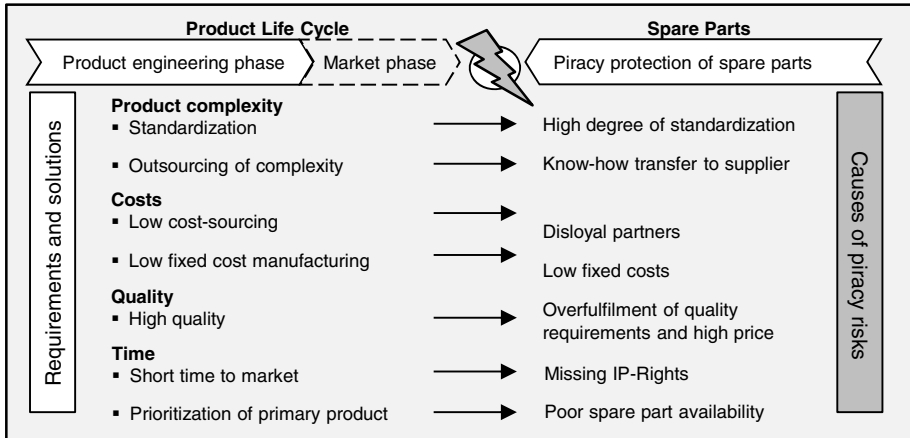 Product Life Cycle
Spare Parts
Product engineering phase
Market phase
Piracy protection of spare parts
Requirements and solutions
Product complexity
▪ Standardization
High degree of standardization
▪ Outsourcing of complexity
Know-how transfer to supplier
Costs
▪ Low cost-sourcing
Disloyal partners
▪ Low fixed cost manufacturing
Low fixed costs
Quality
▪ High quality
Overfulfilment of quality
requirements and high price
Time
▪ Short time to market
Missing IP-Rights
▪ Prioritization of primary product
Poor spare part availability
Causes of piracy risks